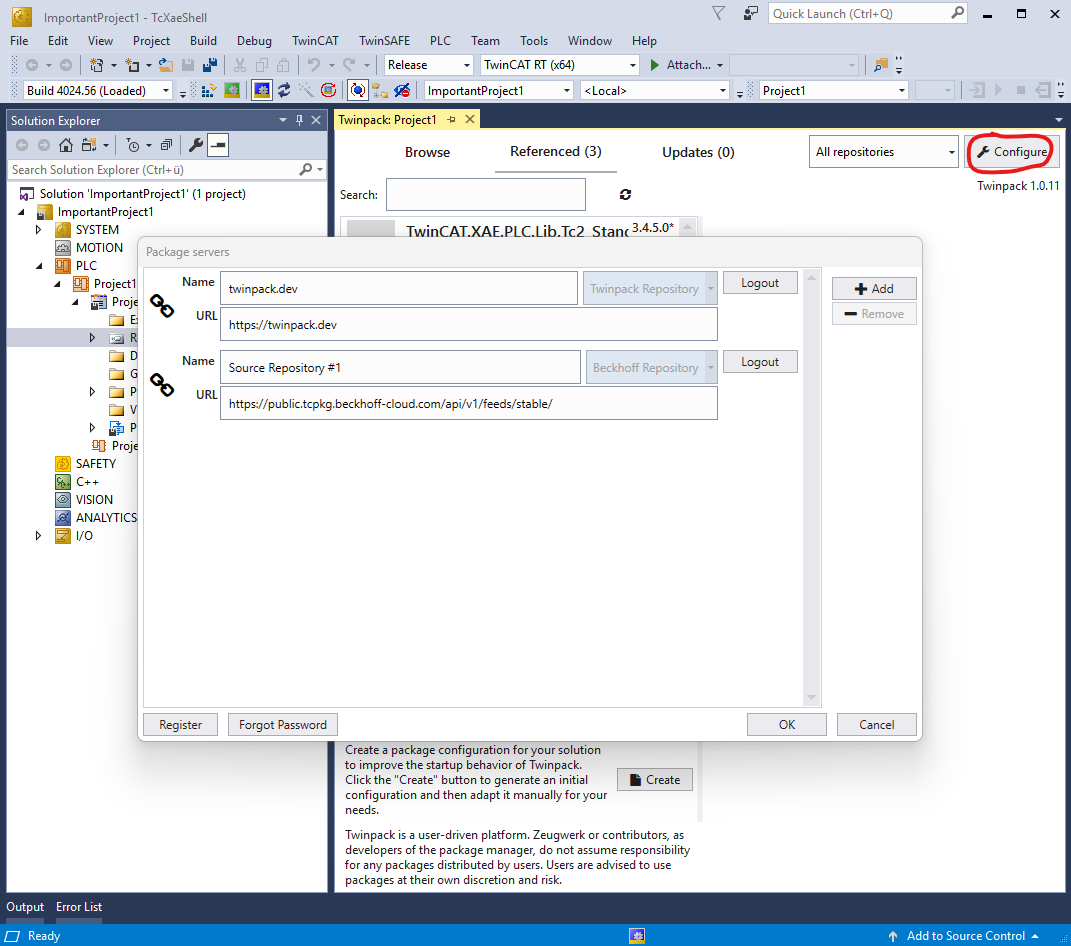 ImportantProject1 - TcXaeShell
Quick Launch (Ctrl+Q)
File Edit View Project Build Debug TwinCAT TwinSAFE PLC Team Tools Window Help
Release TwinCAT RT (x64) Attach...
Build 4024.56 (Loaded) ImportantProject1 <Local> Project1
Solution Explorer
Search Solution Explorer (Ctrl+ü)
Solution 'ImportantProject1' (1 project)
ImportantProject1
SYSTEM
MOTION
PLC
Project1
Proje
E
R
D
G
P
V
P
Proje
SAFETY
C++
VISION
ANALYTICS
I/O
Twinpack: Project1
Browse Referenced (3) Updates (0) All repositories Configure
Twinpack 1.0.11
Search:
TwinCAT.XAE.PLC.Lib.Tc2_Stand 3.4.5.0*
Package servers
Name twinpack.dev Twinpack Repository Logout
URL https://twinpack.dev
Name Source Repository #1 Beckhoff Repository Logout
URL https://public.tcpkg.beckhoff-cloud.com/api/v1/feeds/stable/
Add
Remove
Register Forgot Password OK Cancel
Create a package configuration for your solution
to improve the startup behavior of Twinpack.
Click the "Create" button to generate an initial
configuration and then adapt it manually for your
needs.
Create
Twinpack is a user-driven platform. Zeugwerk or contributors, as
developers of the package manager, do not assume responsibility
for any packages distributed by users. Users are advised to use
packages at their own discretion and risk.
Output Error List
Ready Add to Source Control